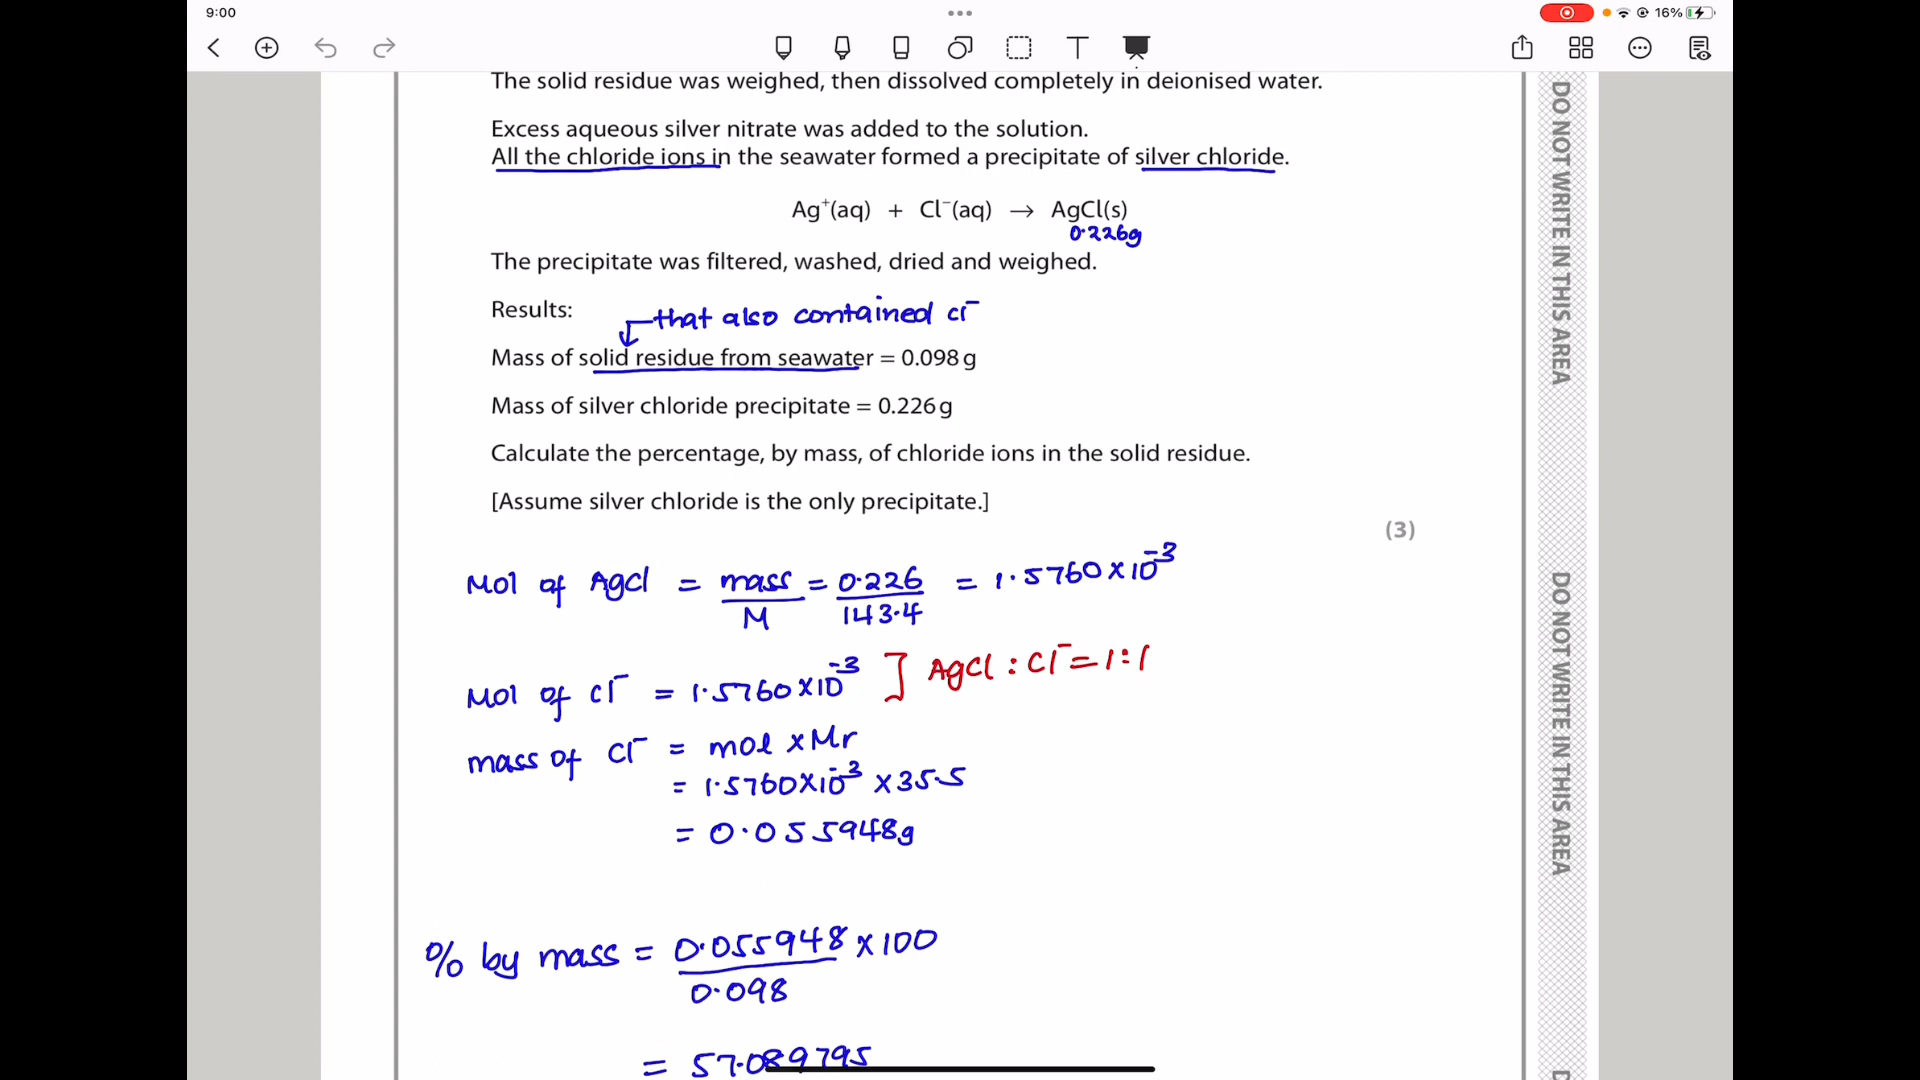 9:00
16%
The solid residue was weighed, then dissolved completely in deionised water.
Excess aqueous silver nitrate was added to the solution.
All the chloride ions in the seawater formed a precipitate of silver chloride.
Ag⁺(aq) + Cl⁻(aq) → AgCl(s)
0.226g
The precipitate was filtered, washed, dried and weighed.
Results:
that also contained Cl⁻
Mass of solid residue from seawater = 0.098 g
Mass of silver chloride precipitate = 0.226 g
Calculate the percentage, by mass, of chloride ions in the solid residue.
[Assume silver chloride is the only precipitate.]
(3)
Mol of AgCl = mass/M = 0.226/143.4 = 1.5760 × 10⁻³
Mol of Cl⁻ = 1.5760 × 10⁻³ ] AgCl : Cl⁻ = 1:1
mass of Cl⁻ = mol × Mr
= 1.5760 × 10⁻³ × 35.5
= 0.055948g
% by mass = 0.055948/0.098 × 100
= 57.089795
DO NOT WRITE IN THIS AREA
DO NOT WRITE IN THIS AREA
D